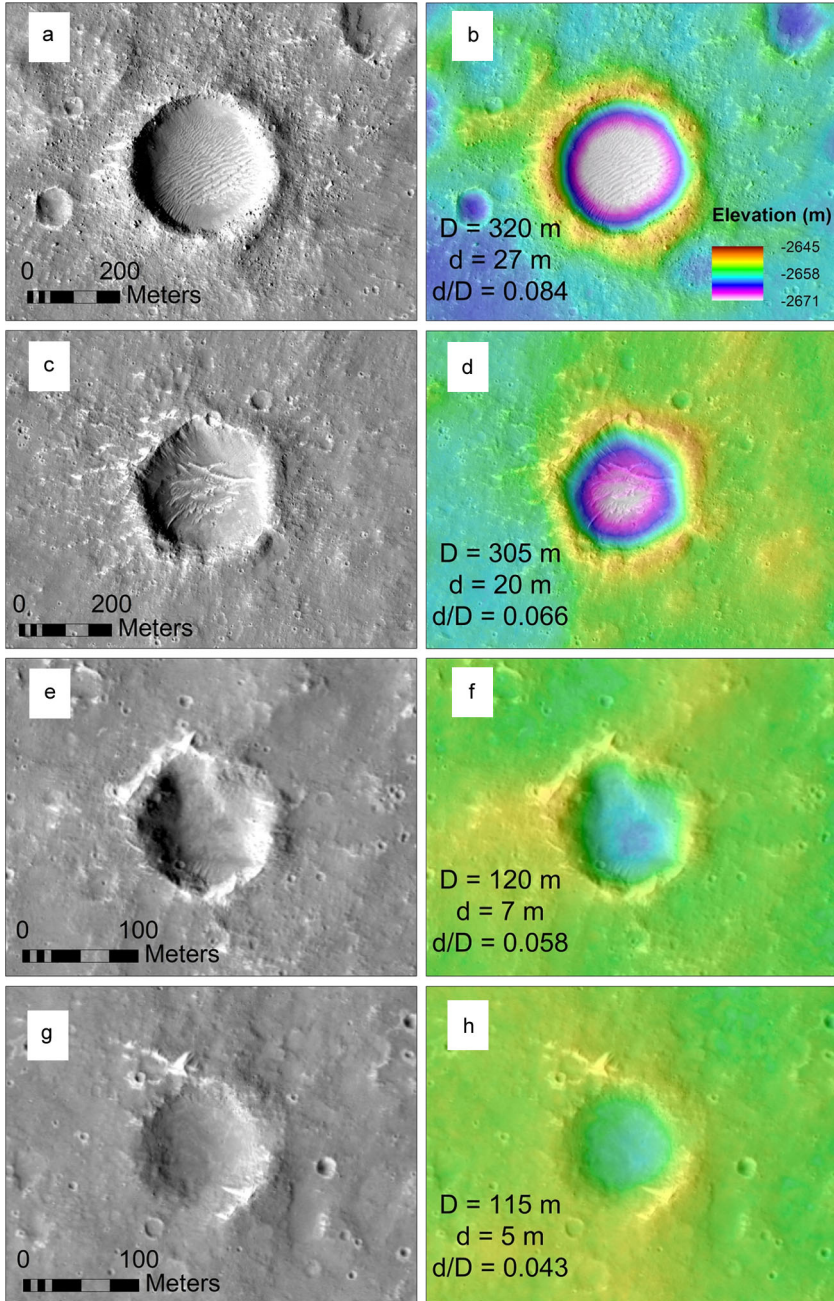 a
0 200
Meters
b
D = 320 m
d = 27 m
d/D = 0.084
Elevation (m)
-2645
-2658
-2671
c
0 200
Meters
d
D = 305 m
d = 20 m
d/D = 0.066
e
0 100
Meters
f
D = 120 m
d = 7 m
d/D = 0.058
g
0 100
Meters
h
D = 115 m
d = 5 m
d/D = 0.043